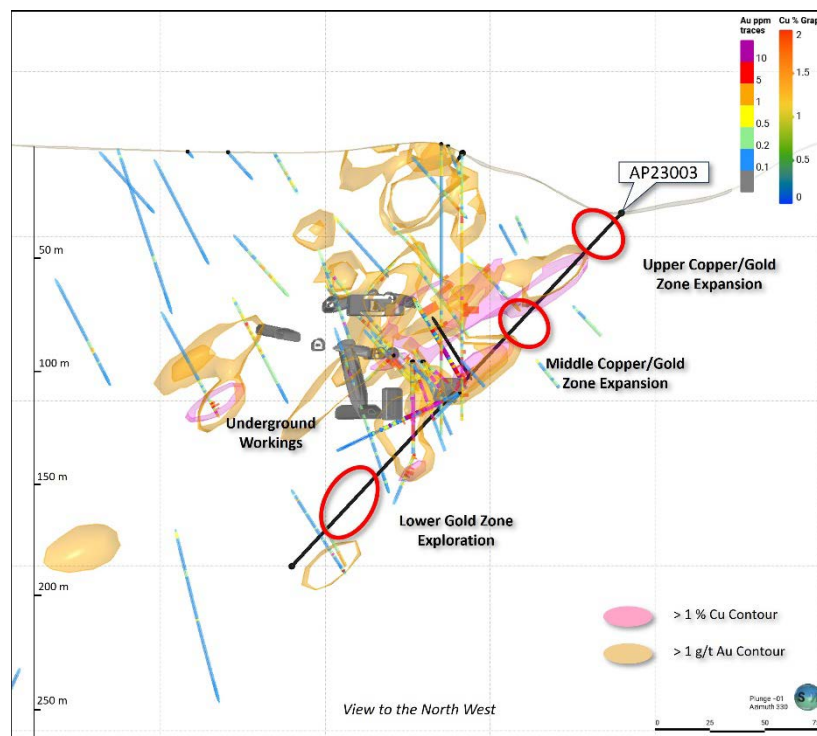 Au ppm traces
Cu % Grap
10
5
1
0.5
0.2
0.1
2
1.5
1
0.5
0
AP23003
50 m
Upper Copper/Gold
Zone Expansion
100 m
Middle Copper/Gold
Zone Expansion
Underground
Workings
150 m
Lower Gold Zone
Exploration
200 m
> 1 % Cu Contour
> 1 g/t Au Contour
250 m
View to the North West
Plunge -01
Azimuth 330
S
0 25 50 75